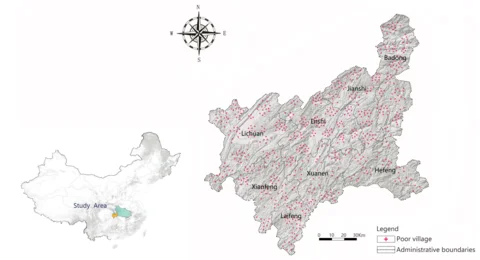 N
W
E
S
Badong
Jianshi
Enshi
Lichuan
Hefeng
Xuanen
Xianfeng
Study Area
Laifeng
Legend
Poor village
Administrative boundaries
0 10 20 30Km